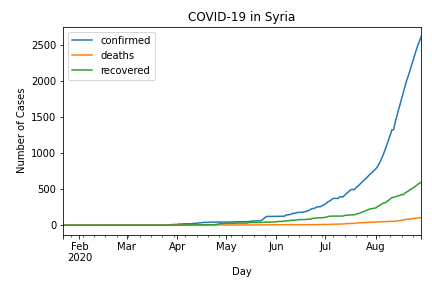 COVID-19 in Syria
confirmed
deaths
recovered
Number of Cases
2500
2000
1500
1000
500
0
Feb Mar Apr May Jun Jul Aug
2020
Day